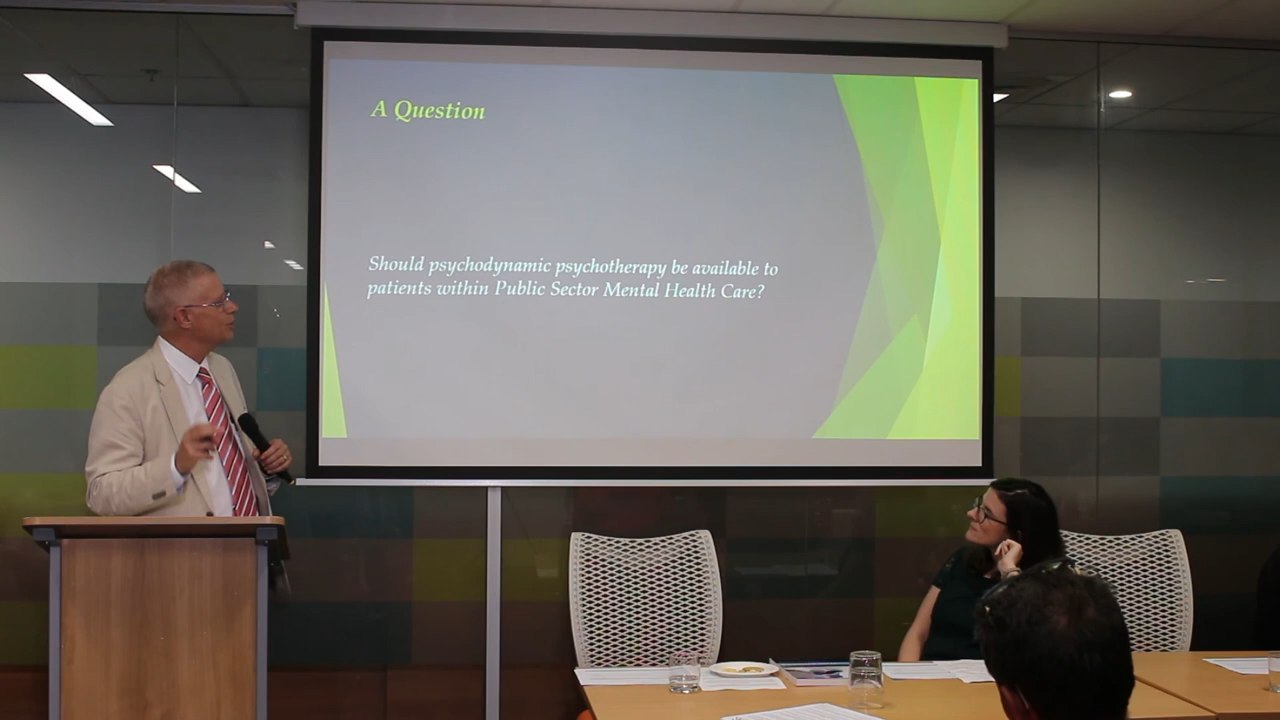 A Question
Should psychodynamic psychotherapy be available to
patients within Public Sector Mental Health Care?